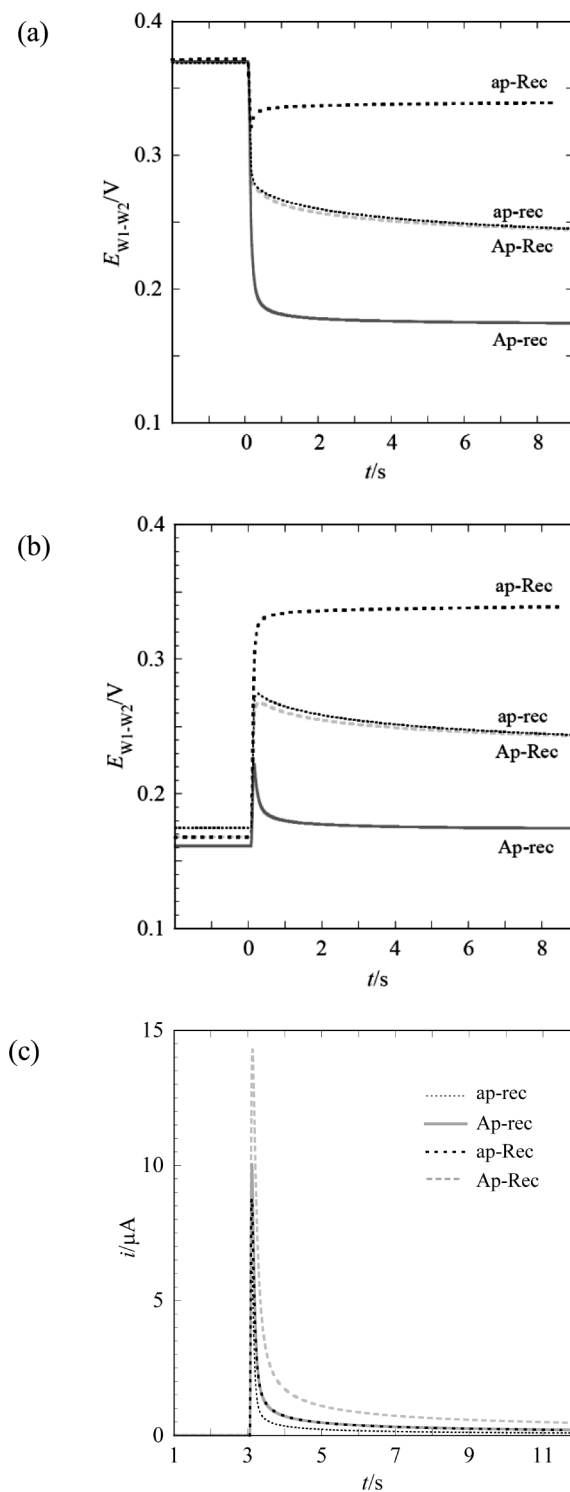 (a)
0.4
0.3
0.2
0.1
E_W1-W2/V
ap-Rec
ap-rec
Ap-Rec
Ap-rec
0 2 4 6 8
t/s
(b)
0.4
0.3
0.2
0.1
E_W1-W2/V
ap-Rec
ap-rec
Ap-Rec
Ap-rec
0 2 4 6 8
t/s
(c)
15
10
5
0
i/μA
ap-rec
Ap-rec
ap-Rec
Ap-Rec
1 3 5 7 9 11
t/s